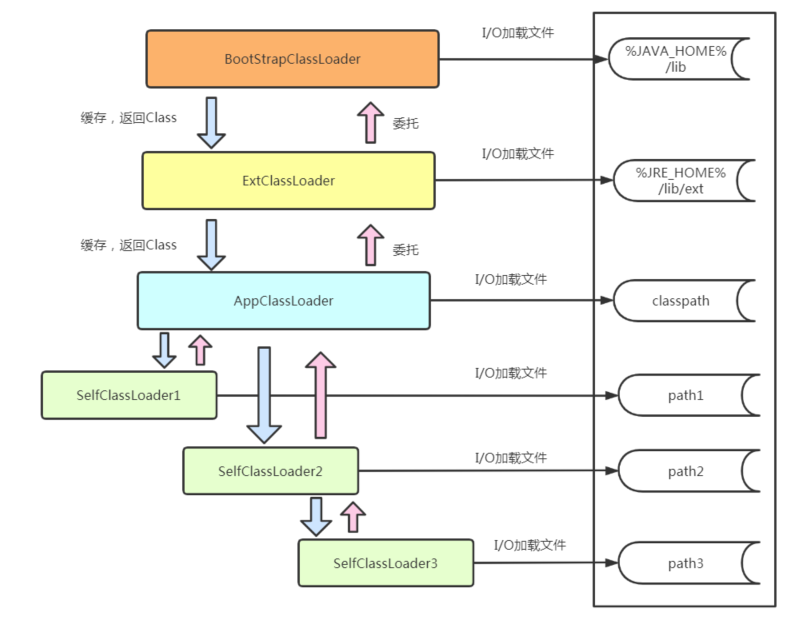 I/O加载文件
BootStrapClassLoader
%JAVA_HOME%
/lib
缓存，返回Class
委托
I/O加载文件
ExtClassLoader
%JRE_HOME%
/lib/ext
缓存，返回Class
委托
I/O加载文件
AppClassLoader
classpath
I/O加载文件
SelfClassLoader1
path1
I/O加载文件
SelfClassLoader2
path2
I/O加载文件
SelfClassLoader3
path3